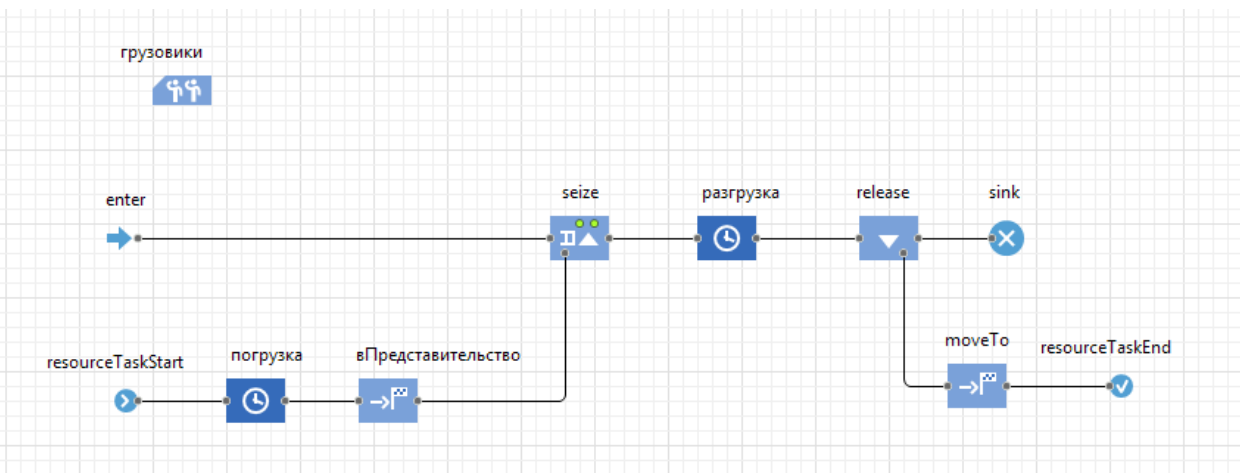 грузовики
enter
seize
разгрузка
release
sink
resourceTaskStart
погрузка
вПредставительство
moveTo
resourceTaskEnd